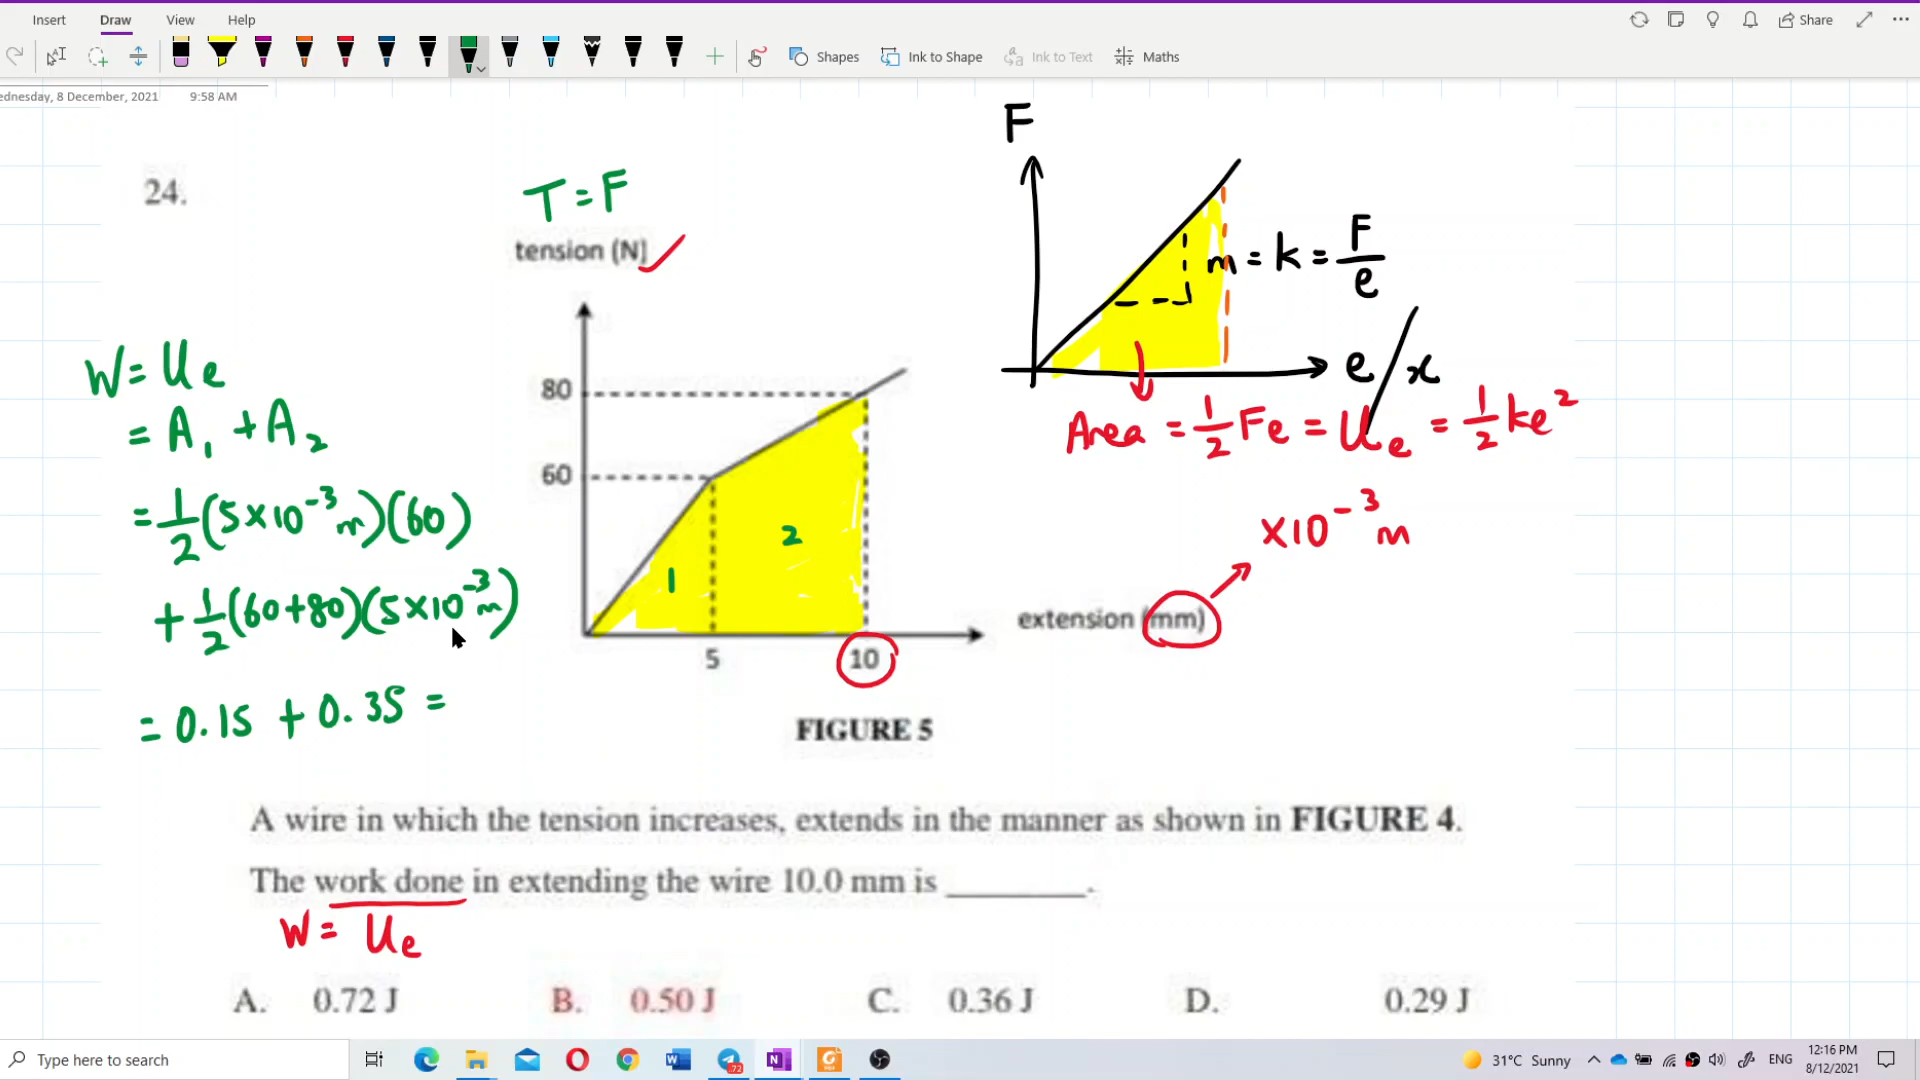 Insert Draw View Help
Share
Shapes Ink to Shape Ink to Text Maths
ednesday, 8 December, 2021 9:58 AM
24.
T = F
tension (N)
80
60
1
2
5
10
extension (mm)
FIGURE 5
F
m = k = F/e
e/x
Area = 1/2 Fe = Ue = 1/2 ke²
×10⁻³ m
W = Ue
= A₁ + A₂
= 1/2 (5×10⁻³ m)(60)
+ 1/2 (60+80)(5×10⁻³ m)
= 0.15 + 0.35 =
A wire in which the tension increases, extends in the manner as shown in FIGURE 4.
The work done in extending the wire 10.0 mm is ________.
W = Ue
A. 0.72 J B. 0.50 J C. 0.36 J D. 0.29 J
Type here to search
72
31°C Sunny
ENG
12:16 PM
8/12/2021